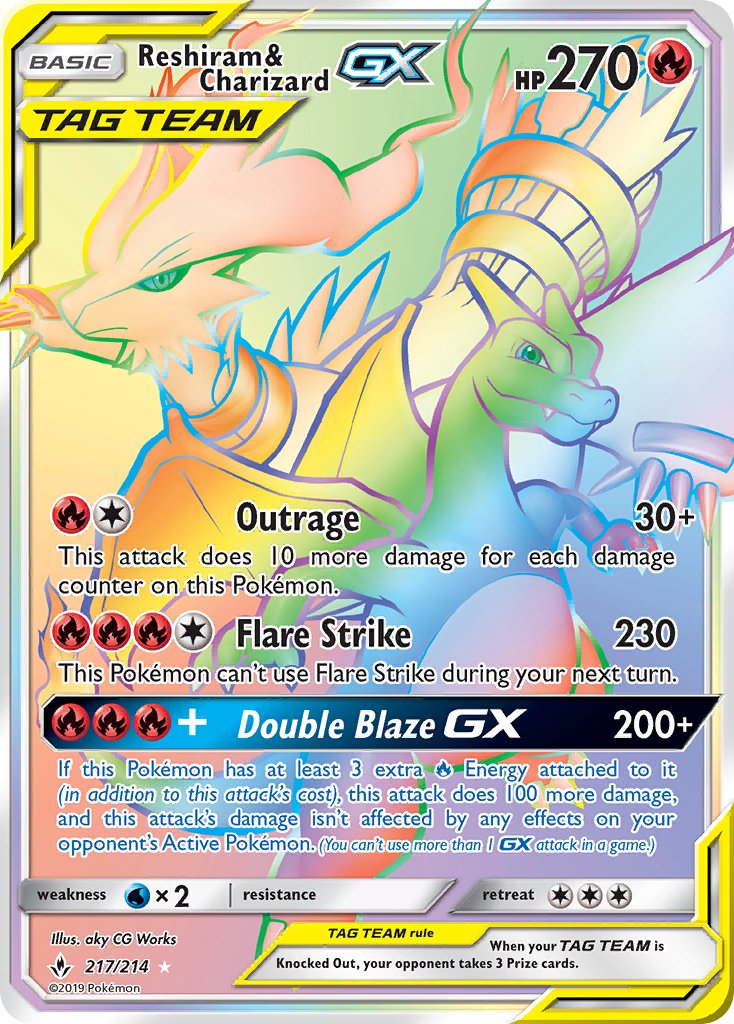 BASIC
Reshiram&
Charizard GX
HP270
TAG TEAM
Outrage 30+
This attack does 10 more damage for each damage
counter on this Pokémon.
Flare Strike 230
This Pokémon can't use Flare Strike during your next turn.
+ Double Blaze GX 200+
If this Pokémon has at least 3 extra Energy attached to it
(in addition to this attack's cost), this attack does 100 more damage,
and this attack's damage isn't affected by any effects on your
opponent's Active Pokémon. (You can't use more than 1 GX attack in a game.)
weakness ×2 resistance retreat
Illus. aky CG Works
217/214
©2019 Pokémon
TAG TEAM rule
When your TAG TEAM is
Knocked Out, your opponent takes 3 Prize cards.